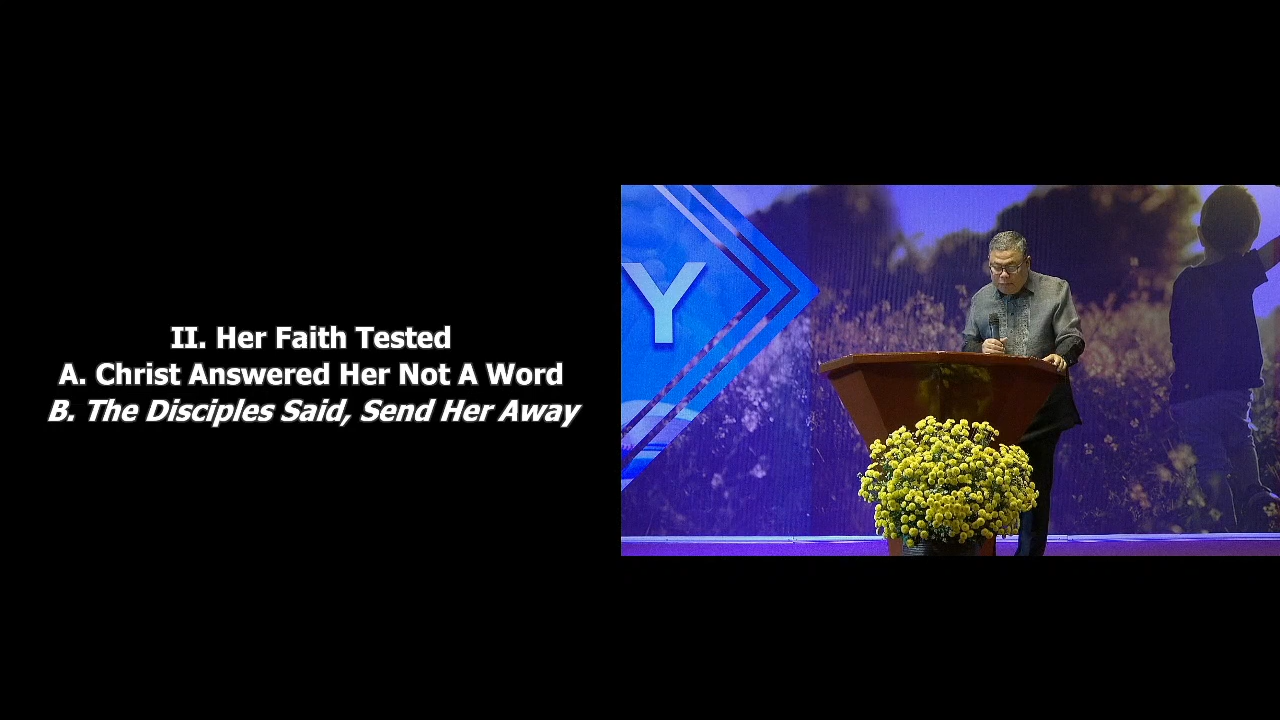 II. Her Faith Tested
A. Christ Answered Her Not A Word
B. The Disciples Said, Send Her Away
Y